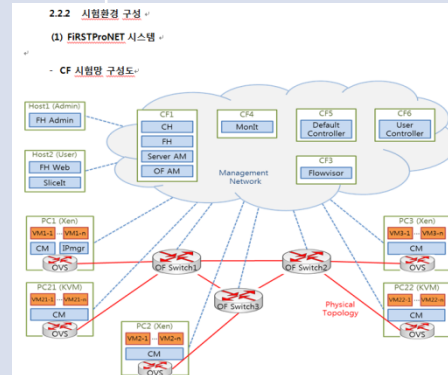 2.2.2 시험환경 구성
(1) FiRSTProNET 시스템
- CF 시험망 구성도
Host1 (Admin)
FH Admin
Host2 (User)
FH Web
SliceIt
CF1
CH
FH
Server AM
OF AM
CF4
MonIt
CF5
Default
Controller
CF6
User
Controller
CF3
Flowvisor
Management
Network
PC1 (Xen)
VM1-1 ... VM1-n
CM IPmgr
OVS
PC21 (KVM)
VM21-1 ... VM21-n
CM
OVS
PC2 (Xen)
VM2-1 ... VM2-n
CM
OVS
OF Switch1
OF Switch2
OF Switch3
PC3 (Xen)
VM3-1 ... VM3-n
CM
OVS
PC22 (KVM)
VM22-1 ... VM22-n
CM
OVS
Physical
Topology